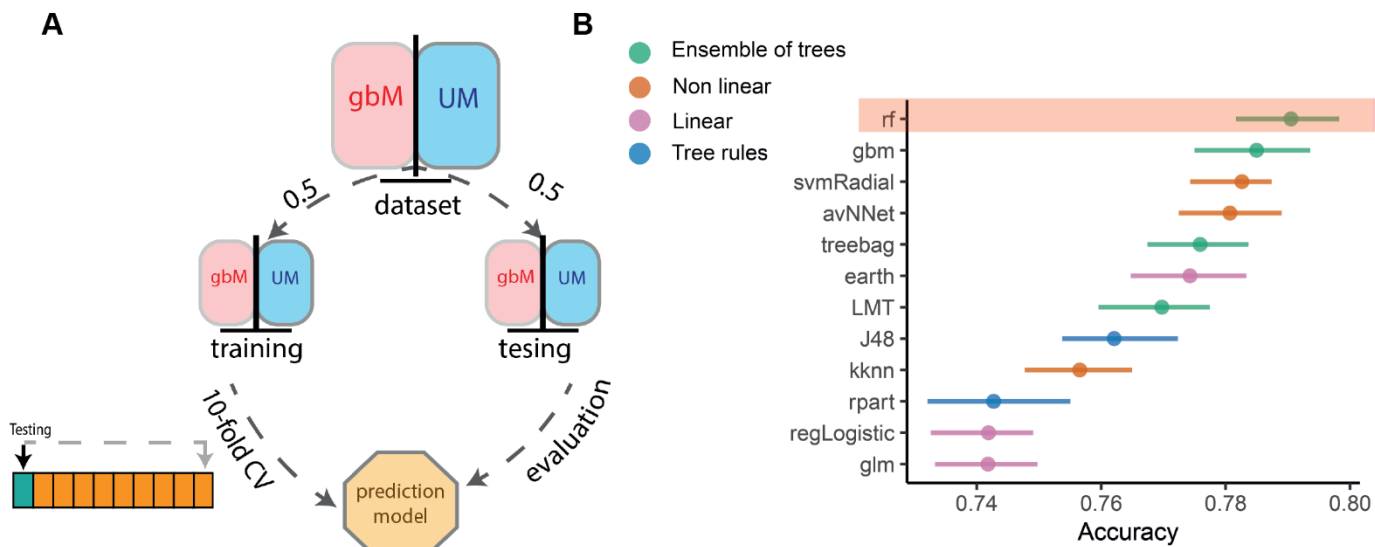 A
gbM
UM
0.5
0.5
dataset
gbM
UM
gbM
UM
training
tesing
10-fold CV
evaluation
Testing
prediction
model
B
Ensemble of trees
Non linear
Linear
Tree rules
rf
gbm
svmRadial
avNNet
treebag
earth
LMT
J48
kknn
rpart
regLogistic
glm
0.74
0.76
0.78
0.80
Accuracy